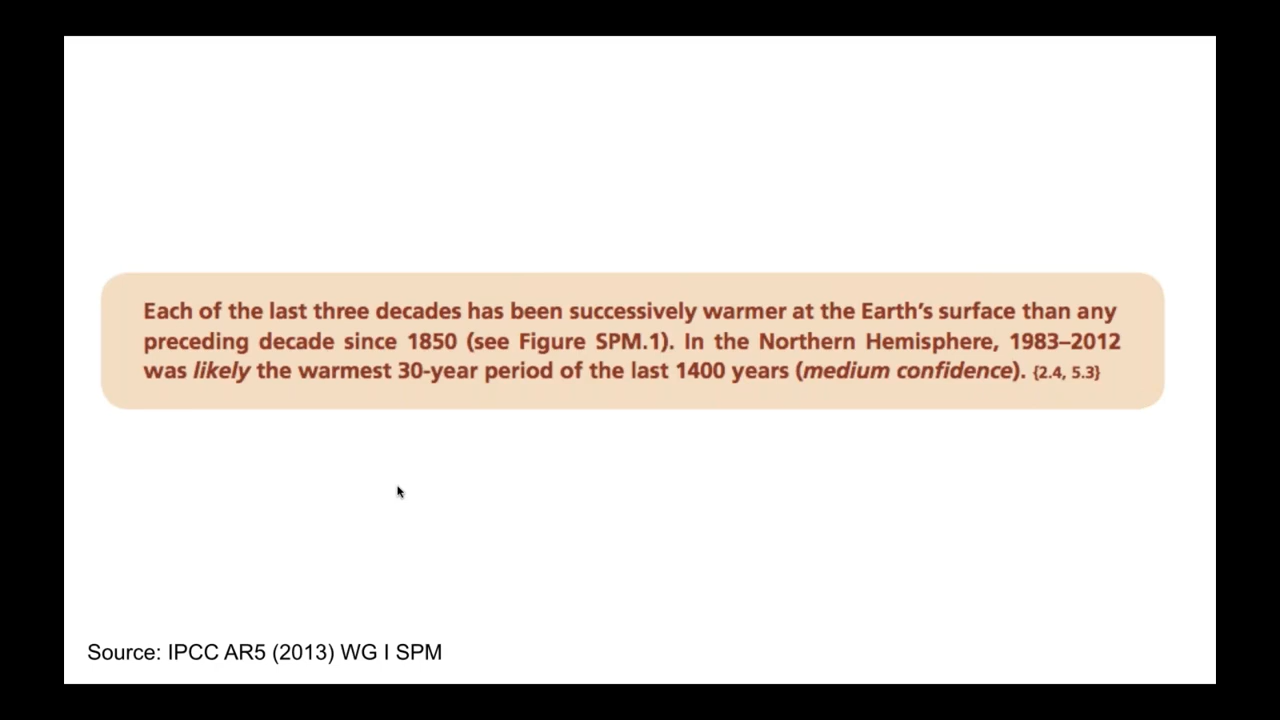 Each of the last three decades has been successively warmer at the Earth’s surface than any
preceding decade since 1850 (see Figure SPM.1). In the Northern Hemisphere, 1983–2012
was likely the warmest 30-year period of the last 1400 years (medium confidence). {2.4, 5.3}
Source: IPCC AR5 (2013) WG I SPM